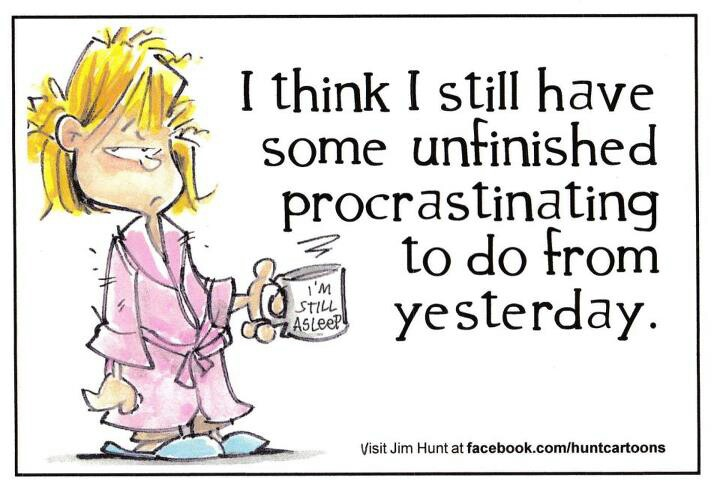 I think I still have
some unfinished
procrastinating
to do from
yesterday.
I'M
STILL
ASLEEP
Visit Jim Hunt at facebook.com/huntcartoons